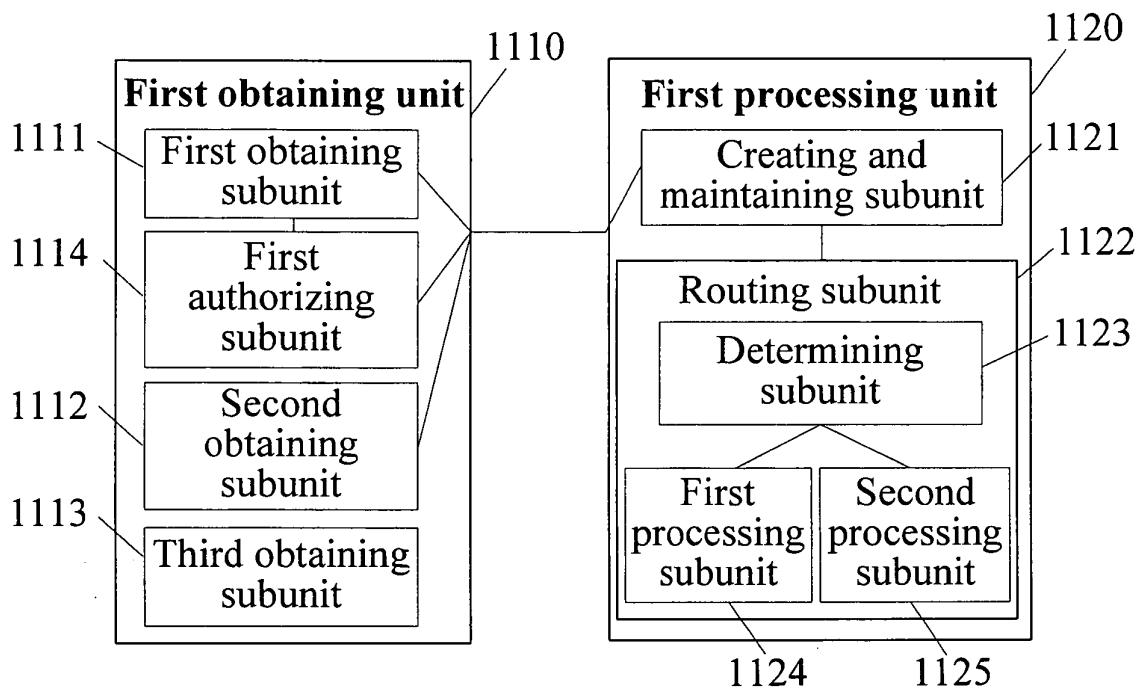 1110
First obtaining unit
1111
First obtaining
subunit
1114
First
authorizing
subunit
1112
Second
obtaining
subunit
1113
Third obtaining
subunit
1120
First processing unit
1121
Creating and
maintaining subunit
1122
Routing subunit
1123
Determining
subunit
First
processing
subunit
Second
processing
subunit
1124
1125